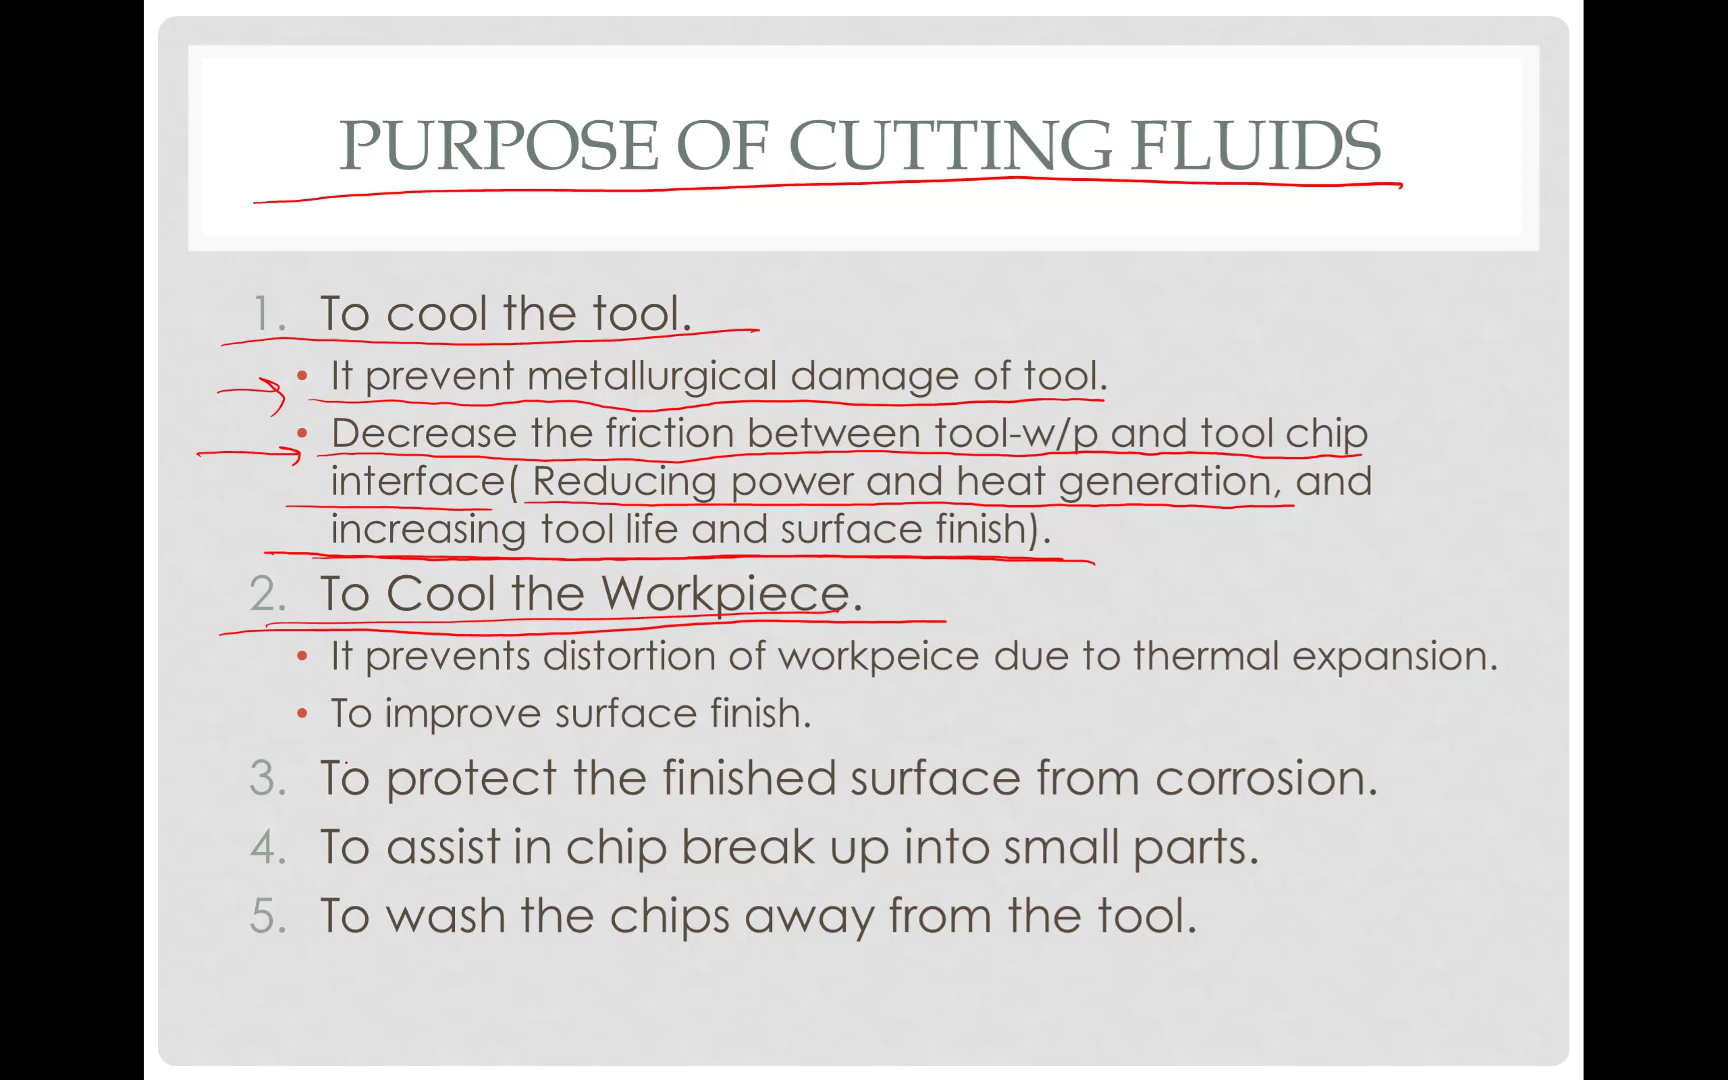 PURPOSE OF CUTTING FLUIDS
1. To cool the tool.
• It prevent metallurgical damage of tool.
• Decrease the friction between tool-w/p and tool chip
interface( Reducing power and heat generation, and
increasing tool life and surface finish).
2. To Cool the Workpiece.
• It prevents distortion of workpeice due to thermal expansion.
• To improve surface finish.
3. To protect the finished surface from corrosion.
4. To assist in chip break up into small parts.
5. To wash the chips away from the tool.